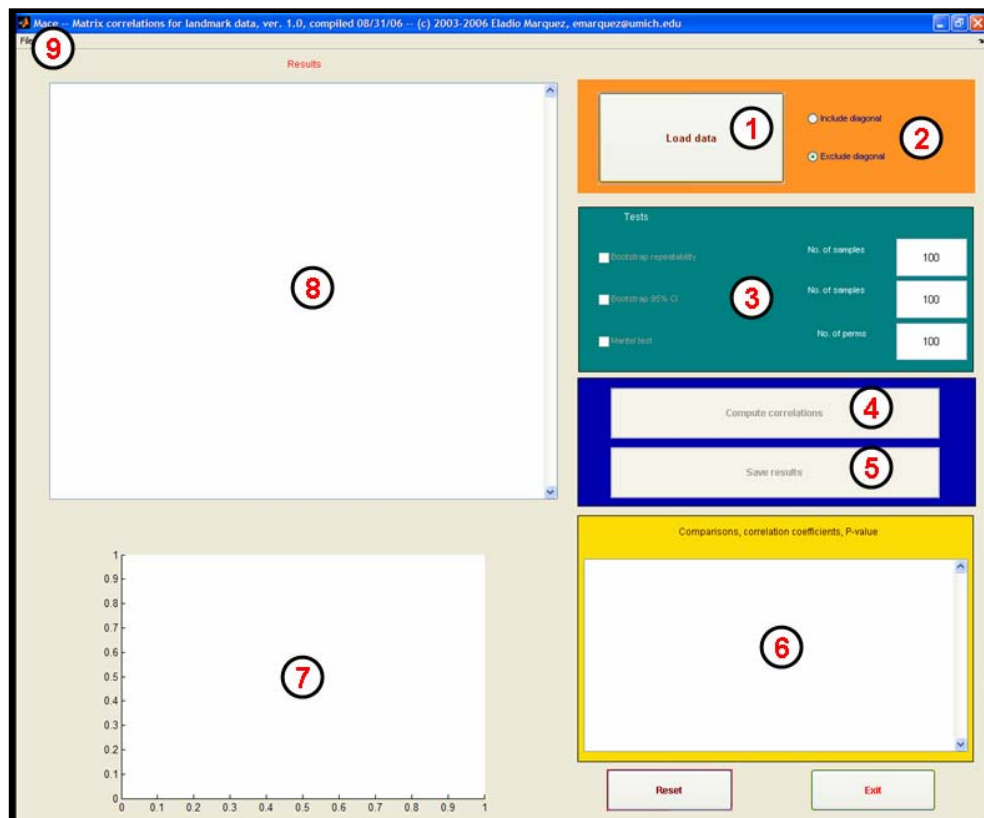 Mace -- Matrix correlations for landmark data, ver. 1.0, compiled 08/31/06 -- (c) 2003-2006 Eladio Marquez, emarquez@umich.edu
9
Results
Load data
1
Include diagonal
Exclude diagonal
2
Tests
Bootstrap repeatability
No. of samples
100
Bootstrap 95% CI
No. of samples
100
Mantel test
No. of perms
100
3
Compute correlations
4
Save results
5
8
Comparisons, correlation coefficients, P-value
6
1
0.9
0.8
0.7
0.6
0.5
0.4
0.3
0.2
0.1
0
7
0 0.1 0.2 0.3 0.4 0.5 0.6 0.7 0.8 0.9 1
Reset
Exit